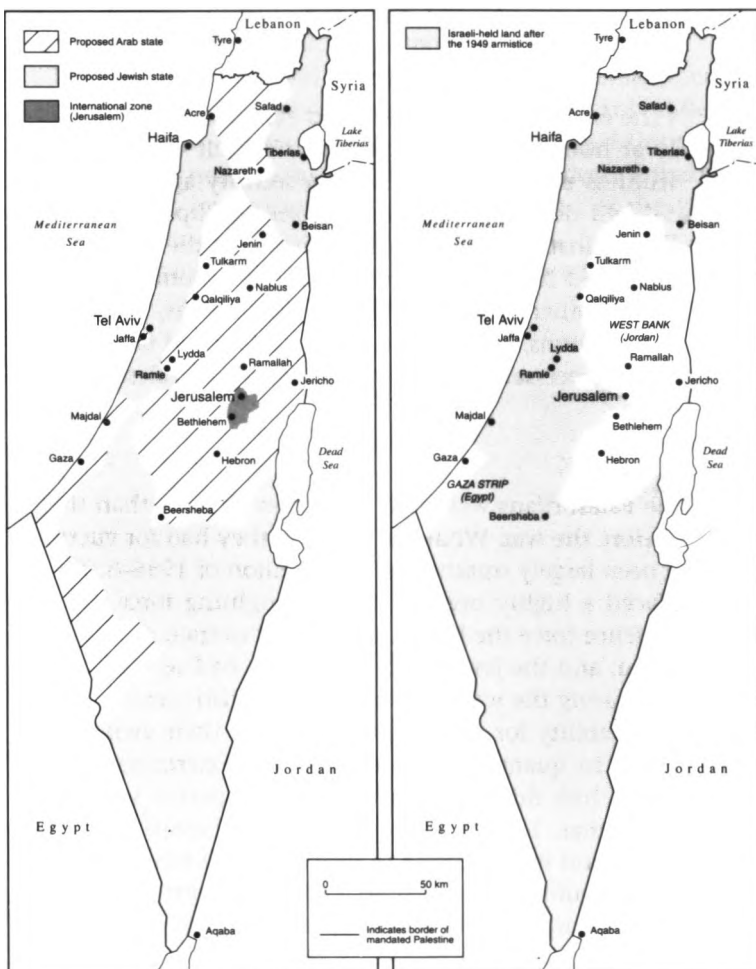 Proposed Arab state
Proposed Jewish state
International zone
(Jerusalem)
Lebanon
Tyre
Syria
Safad
Acre
Haifa
Lake
Tiberias
Tiberias
Nazareth
Mediterranean
Sea
Beisan
Jenin
Tulkarm
Nablus
Qalqiliya
Tel Aviv
Jaffa
Lydda
Ramallah
Ramle
Jericho
Jerusalem
Majdal
Bethlehem
Gaza
Hebron
Dead
Sea
Beersheba
Jordan
Egypt
Aqaba
Israeli-held land after
the 1949 armistice
Lebanon
Tyre
Syria
Safad
Acre
Haifa
Lake
Tiberias
Tiberias
Nazareth
Mediterranean
Sea
Beisan
Jenin
Tulkarm
Nablus
Qalqiliya
Tel Aviv
WEST BANK
(Jordan)
Jaffa
Lydda
Ramallah
Ramle
Jericho
Jerusalem
Majdal
Bethlehem
Gaza
Hebron
Dead
Sea
GAZA STRIP
(Egypt)
Beersheba
Jordan
Egypt
Aqaba
0
50 km
Indicates border of
mandated Palestine